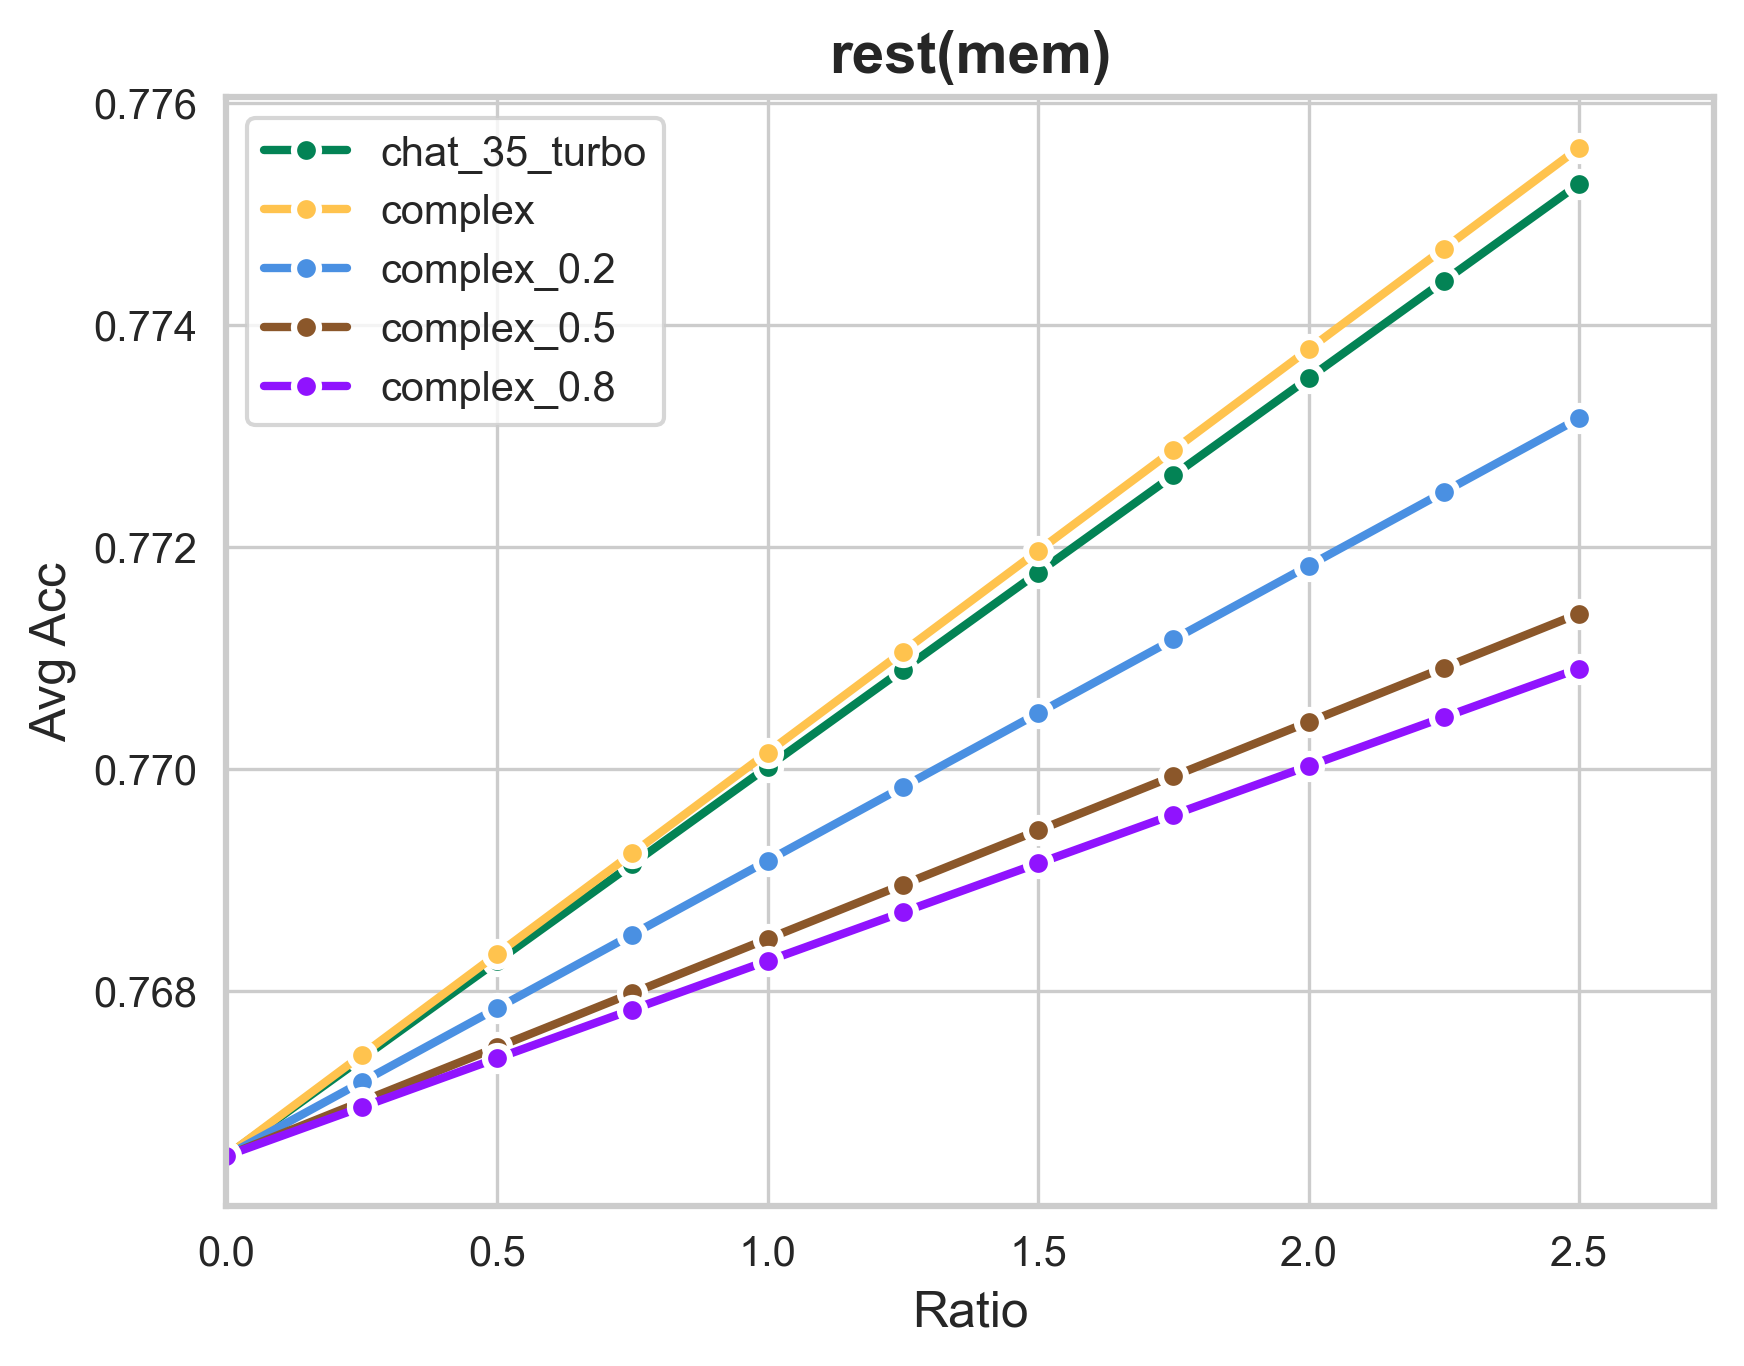 rest(mem)
0.776
0.774
0.772
0.770
0.768
Avg Acc
chat_35_turbo
complex
complex_0.2
complex_0.5
complex_0.8
0.0 0.5 1.0 1.5 2.0 2.5
Ratio